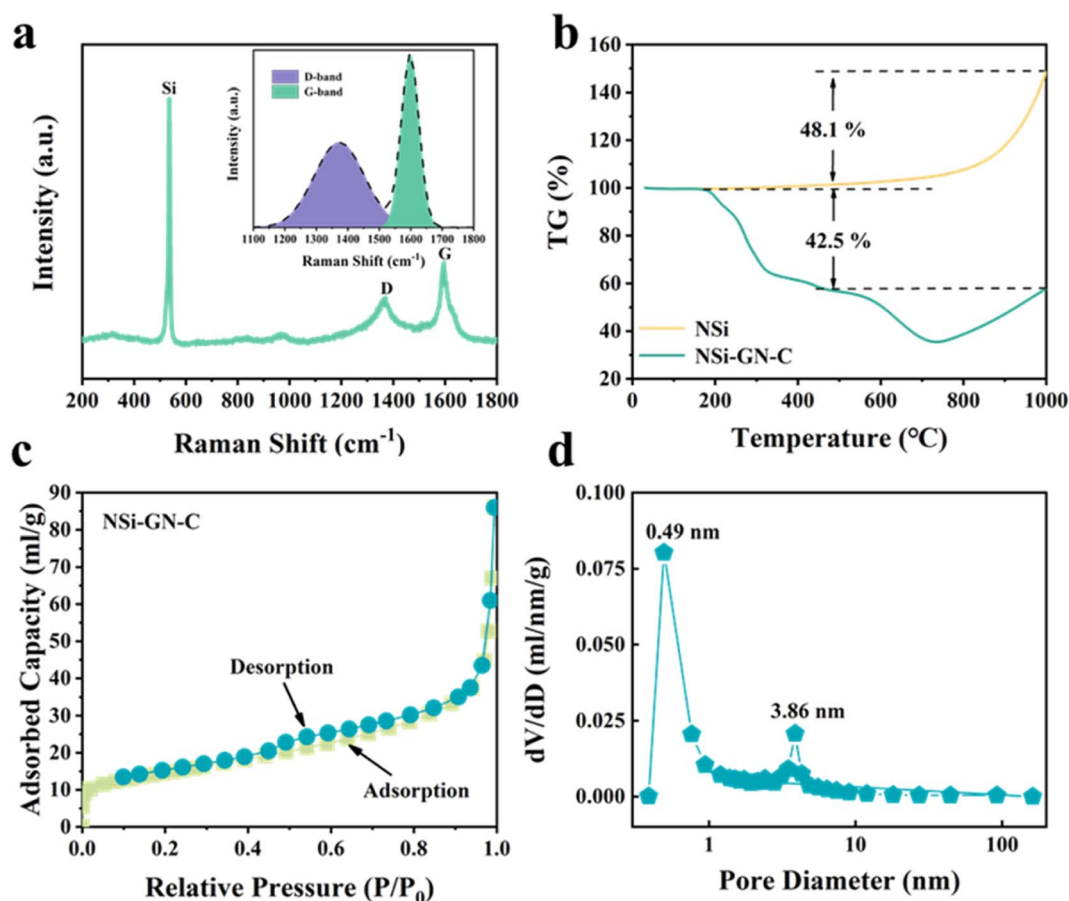 a
Intensity (a.u.)
Si
D
G
200 400 600 800 1000 1200 1400 1600 1800
Raman Shift (cm-1)
D-band
G-band
Intensity (a.u.)
1100 1200 1300 1400 1500 1600 1700 1800
Raman Shift (cm-1)
b
TG (%)
160
140
120
100
80
60
40
20
48.1 %
42.5 %
NSi
NSi-GN-C
0 200 400 600 800 1000
Temperature (°C)
c
Adsorbed Capacity (ml/g)
90
80
70
60
50
40
30
20
10
0
NSi-GN-C
Desorption
Adsorption
0.0 0.2 0.4 0.6 0.8 1.0
Relative Pressure (P/P0)
d
dV/dD (ml/nm/g)
0.100
0.075
0.050
0.025
0.000
0.49 nm
3.86 nm
1 10 100
Pore Diameter (nm)